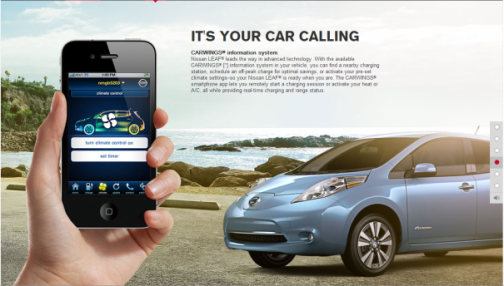 IT'S YOUR CAR CALLING
CARWINGS® information system
Nissan LEAF® leads the way in advanced technology. With the available
CARWINGS® [*] information system in your vehicle, you can find a nearby charging
station, schedule an off-peak charge for optimal savings, or activate your pre-set
climate settings–so your Nissan LEAF® is ready when you are. The CARWINGS®
smartphone app lets you remotely start a charging session or activate your heat or
A/C, all while providing real-time charging and range status.
1:01 PM
climate control
turn climate control on
set timer